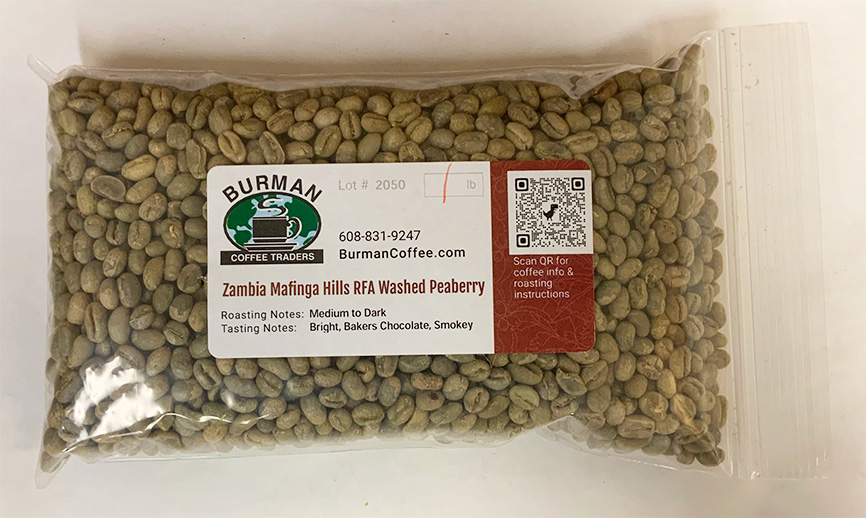 BURMAN
COFFEE TRADERS
Lot # 2050
1 lb
608-831-9247
BurmanCoffee.com
Zambia Mafinga Hills RFA Washed Peaberry
Roasting Notes: Medium to Dark
Tasting Notes: Bright, Bakers Chocolate, Smokey
Scan QR for
coffee info &
roasting
instructions